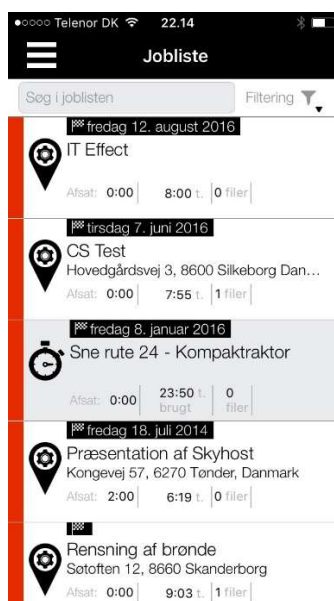 Telenor DK 22.14
Jobliste
Søg i joblisten Filtering
fredag 12. august 2016
IT Effect
Afsat: 0:00 8:00 t. 0 filer
tirsdag 7. juni 2016
CS Test
Hovedgårdsvej 3, 8600 Silkeborg Dan...
Afsat: 0:00 7:55 t. 1 filer
fredag 8. januar 2016
Sne rute 24 - Kompaktraktor
Afsat: 0:00 23:50 t. brugt 0 filer
fredag 18. juli 2014
Præsentation af Skyhost
Kongevej 57, 6270 Tønder, Danmark
Afsat: 2:00 6:19 t. 0 filer
Rensning af brønde
Søtoften 12, 8660 Skanderborg
Afsat: 0:00 9:03 t. 1 filer